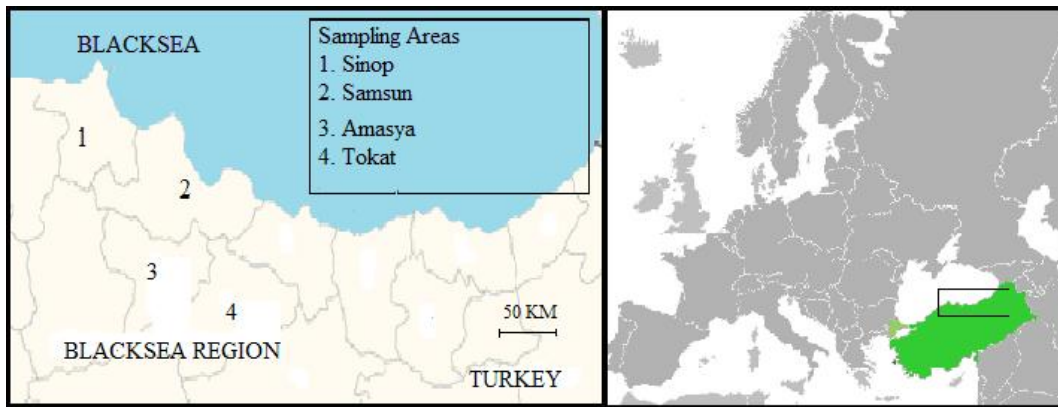 BLACKSEA
Sampling Areas
1. Sinop
2. Samsun
3. Amasya
4. Tokat
1
2
3
4
50 KM
BLACKSEA REGION
TURKEY